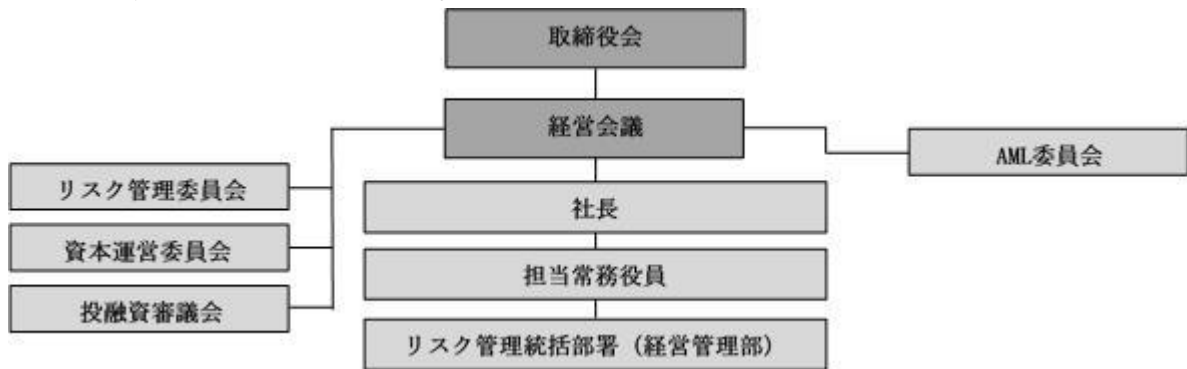 取締役会
経営会議
AML委員会
リスク管理委員会
社長
資本運営委員会
担当常務役員
投融資審議会
リスク管理統括部署（経営管理部）